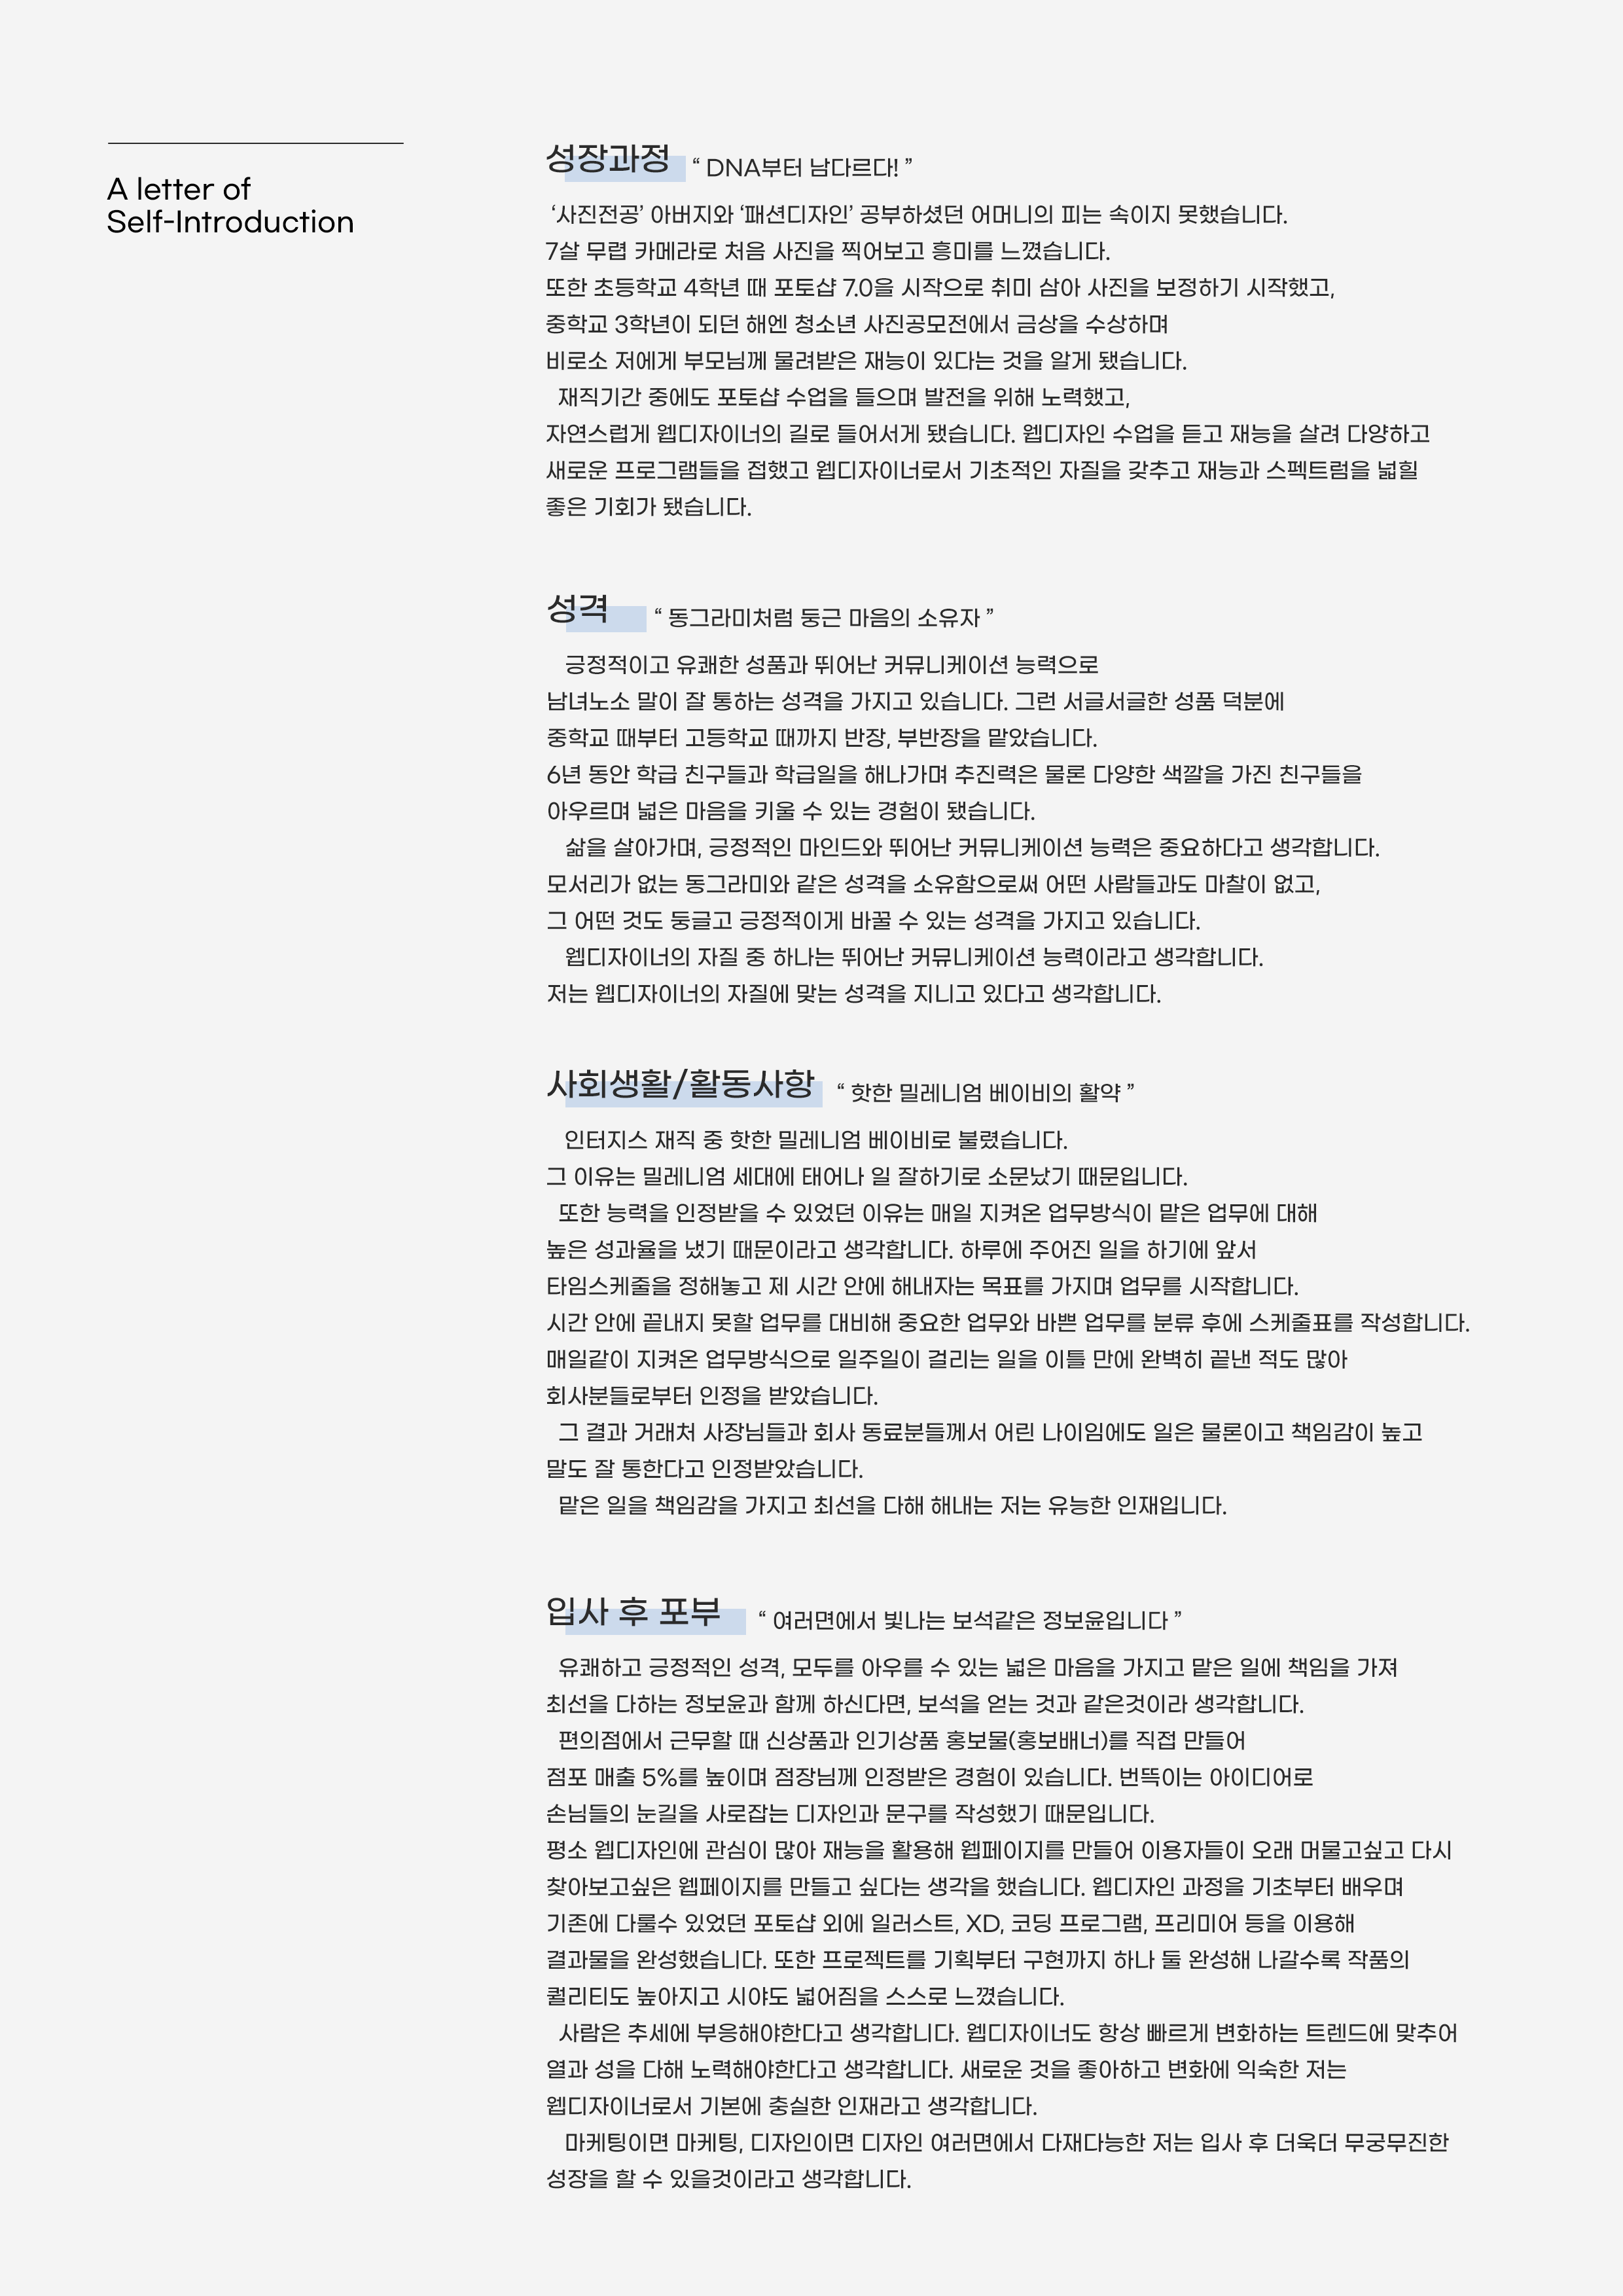 A letter of
Self-Introduction
성장과정 “ DNA부터 남다르다! ”
‘사진전공’ 아버지와 ‘패션디자인’ 공부하셨던 어머니의 피는 속이지 못했습니다.
7살 무렵 카메라로 처음 사진을 찍어보고 흥미를 느꼈습니다.
또한 초등학교 4학년 때 포토샵 7.0을 시작으로 취미 삼아 사진을 보정하기 시작했고,
중학교 3학년이 되던 해엔 청소년 사진공모전에서 금상을 수상하며
비로소 저에게 부모님께 물려받은 재능이 있다는 것을 알게 됐습니다.
재직기간 중에도 포토샵 수업을 들으며 발전을 위해 노력했고,
자연스럽게 웹디자이너의 길로 들어서게 됐습니다. 웹디자인 수업을 듣고 재능을 살려 다양하고
새로운 프로그램들을 접했고 웹디자이너로서 기초적인 자질을 갖추고 재능과 스펙트럼을 넓힐
좋은 기회가 됐습니다.
성격 “ 동그라미처럼 둥근 마음의 소유자 ”
긍정적이고 유쾌한 성품과 뛰어난 커뮤니케이션 능력으로
남녀노소 말이 잘 통하는 성격을 가지고 있습니다. 그런 서글서글한 성품 덕분에
중학교 때부터 고등학교 때까지 반장, 부반장을 맡았습니다.
6년 동안 학급 친구들과 학급일을 해나가며 추진력은 물론 다양한 색깔을 가진 친구들을
아우르며 넓은 마음을 키울 수 있는 경험이 됐습니다.
삶을 살아가며, 긍정적인 마인드와 뛰어난 커뮤니케이션 능력은 중요하다고 생각합니다.
모서리가 없는 동그라미와 같은 성격을 소유함으로써 어떤 사람들과도 마찰이 없고,
그 어떤 것도 둥글고 긍정적이게 바꿀 수 있는 성격을 가지고 있습니다.
웹디자이너의 자질 중 하나는 뛰어난 커뮤니케이션 능력이라고 생각합니다.
저는 웹디자이너의 자질에 맞는 성격을 지니고 있다고 생각합니다.
사회생활/활동사항 “ 핫한 밀레니엄 베이비의 활약 ”
인터지스 재직 중 핫한 밀레니엄 베이비로 불렸습니다.
그 이유는 밀레니엄 세대에 태어나 일 잘하기로 소문났기 때문입니다.
또한 능력을 인정받을 수 있었던 이유는 매일 지켜온 업무방식이 맡은 업무에 대해
높은 성과율을 냈기 때문이라고 생각합니다. 하루에 주어진 일을 하기에 앞서
타임스케줄을 정해놓고 제 시간 안에 해내자는 목표를 가지며 업무를 시작합니다.
시간 안에 끝내지 못할 업무를 대비해 중요한 업무와 바쁜 업무를 분류 후에 스케줄표를 작성합니다.
매일같이 지켜온 업무방식으로 일주일이 걸리는 일을 이틀 만에 완벽히 끝낸 적도 많아
회사분들로부터 인정을 받았습니다.
그 결과 거래처 사장님들과 회사 동료분들께서 어린 나이임에도 일은 물론이고 책임감이 높고
말도 잘 통한다고 인정받았습니다.
맡은 일을 책임감을 가지고 최선을 다해 해내는 저는 유능한 인재입니다.
입사 후 포부 “ 여러면에서 빛나는 보석같은 정보윤입니다 ”
유쾌하고 긍정적인 성격, 모두를 아우를 수 있는 넓은 마음을 가지고 맡은 일에 책임을 가져
최선을 다하는 정보윤과 함께 하신다면, 보석을 얻는 것과 같은것이라 생각합니다.
편의점에서 근무할 때 신상품과 인기상품 홍보물(홍보배너)를 직접 만들어
점포 매출 5%를 높이며 점장님께 인정받은 경험이 있습니다. 번뜩이는 아이디어로
손님들의 눈길을 사로잡는 디자인과 문구를 작성했기 때문입니다.
평소 웹디자인에 관심이 많아 재능을 활용해 웹페이지를 만들어 이용자들이 오래 머물고싶고 다시
찾아보고싶은 웹페이지를 만들고 싶다는 생각을 했습니다. 웹디자인 과정을 기초부터 배우며
기존에 다룰수 있었던 포토샵 외에 일러스트, XD, 코딩 프로그램, 프리미어 등을 이용해
결과물을 완성했습니다. 또한 프로젝트를 기획부터 구현까지 하나 둘 완성해 나갈수록 작품의
퀄리티도 높아지고 시야도 넓어짐을 스스로 느꼈습니다.
사람은 추세에 부응해야한다고 생각합니다. 웹디자이너도 항상 빠르게 변화하는 트렌드에 맞추어
열과 성을 다해 노력해야한다고 생각합니다. 새로운 것을 좋아하고 변화에 익숙한 저는
웹디자이너로서 기본에 충실한 인재라고 생각합니다.
마케팅이면 마케팅, 디자인이면 디자인 여러면에서 다재다능한 저는 입사 후 더욱더 무궁무진한
성장을 할 수 있을것이라고 생각합니다.